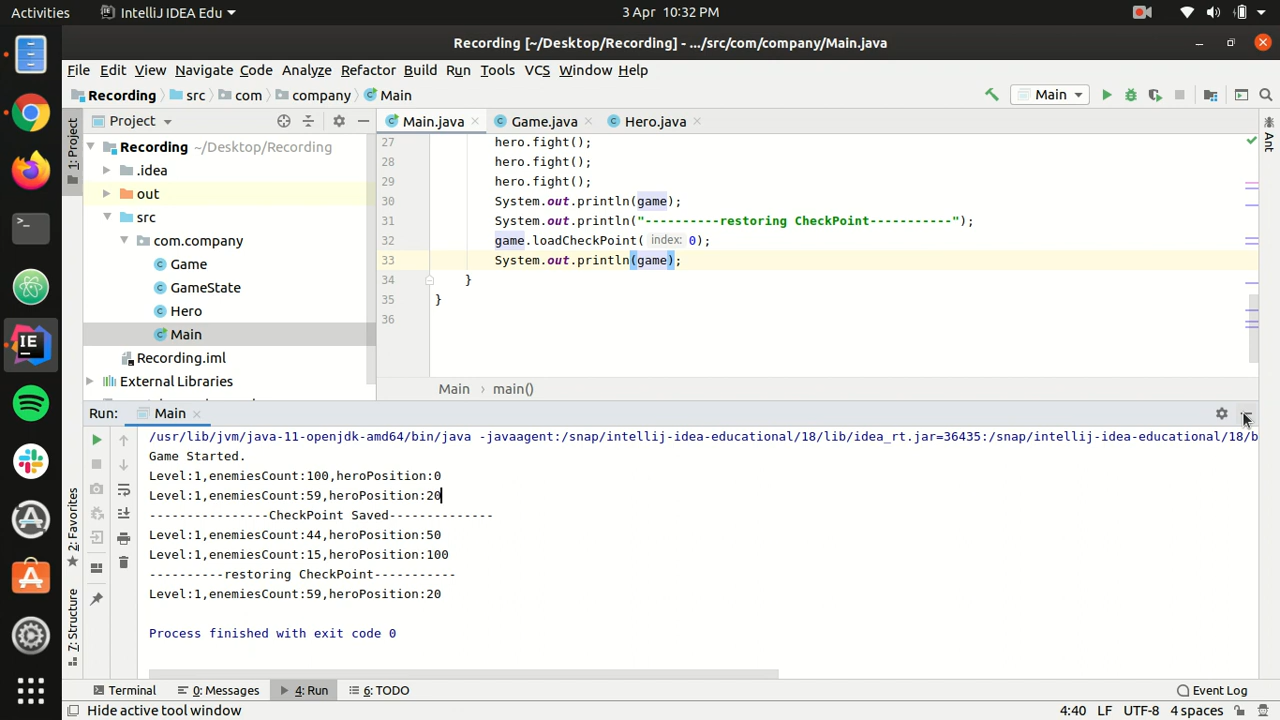 Activities IntelliJ IDEA Edu 3 Apr 10:32 PM
Recording [~/Desktop/Recording] - .../src/com/company/Main.java
File Edit View Navigate Code Analyze Refactor Build Run Tools VCS Window Help
Recording src com company Main Main
1: Project
Project
Main.java Game.java Hero.java
Ant
Recording ~/Desktop/Recording
.idea
out
src
com.company
Game
GameState
Hero
Main
Recording.iml
External Libraries
27 hero.fight();
28 hero.fight();
29 hero.fight();
30 System.out.println(game);
31 System.out.println("----------restoring CheckPoint-----------");
32 game.loadCheckPoint( index: 0);
33 System.out.println(game);
34 }
35 }
36
Main › main()
Run: Main
/usr/lib/jvm/java-11-openjdk-amd64/bin/java -javaagent:/snap/intellij-idea-educational/18/lib/idea_rt.jar=36435:/snap/intellij-idea-educational/18/b
Game Started.
Level:1,enemiesCount:100,heroPosition:0
Level:1,enemiesCount:59,heroPosition:20
----------------CheckPoint Saved--------------
Level:1,enemiesCount:44,heroPosition:50
Level:1,enemiesCount:15,heroPosition:100
----------restoring CheckPoint-----------
Level:1,enemiesCount:59,heroPosition:20
Process finished with exit code 0
2: Favorites
7: Structure
Terminal 0: Messages 4: Run 6: TODO Event Log
Hide active tool window 4:40 LF UTF-8 4 spaces